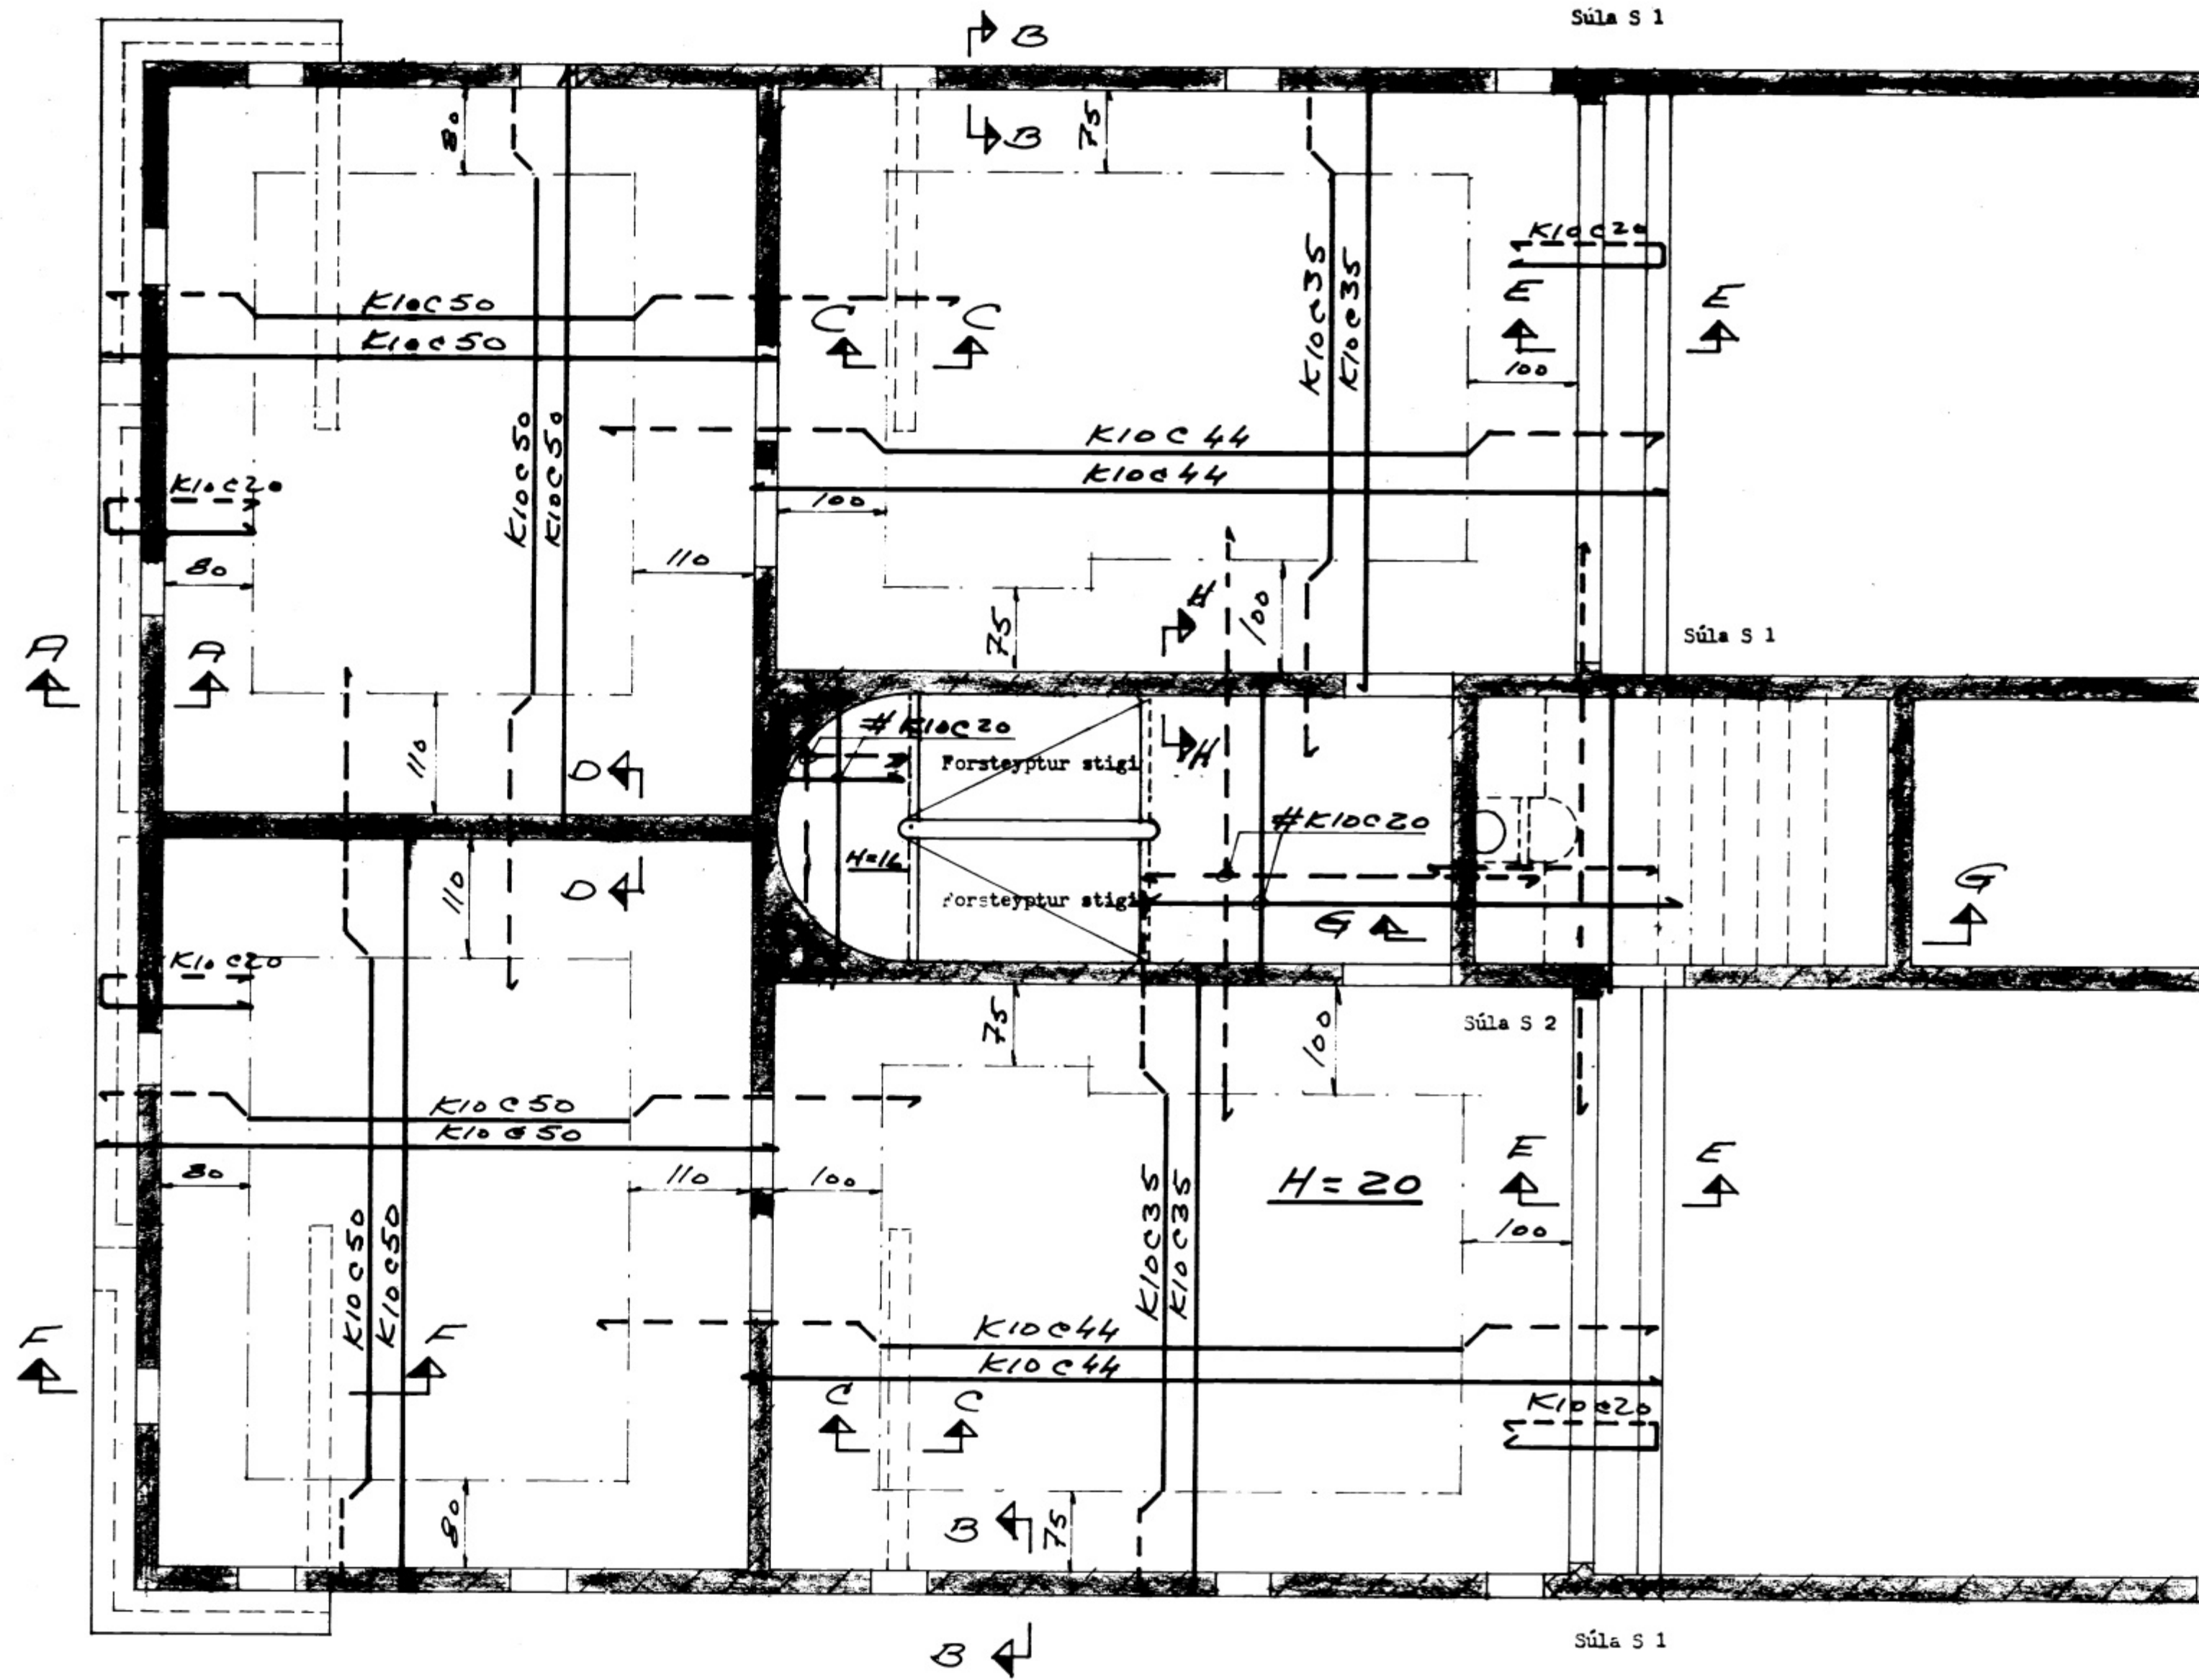 Súla S 1
B
B
80
75
K10c20
K10c50
K10c50
C
C
K10c35
K10c35
E
E
100
K10c50
K10c50
K10c44
K10c44
K10c20
100
80
110
H
100
75
Súla S 1
A
A
110
D
# K10c20
Forsteyptur stigi
H
# K10c20
H=16
110
D
Forsteyptur stigi
G
G
K10c20
75
100
Súla S 2
K10c50
K10c50
80
110
100
H=20
E
E
100
K10c50
K10c50
K10c35
K10c35
F
F
K10c44
K10c44
C
C
K10c20
80
B
75
B
Súla S 1